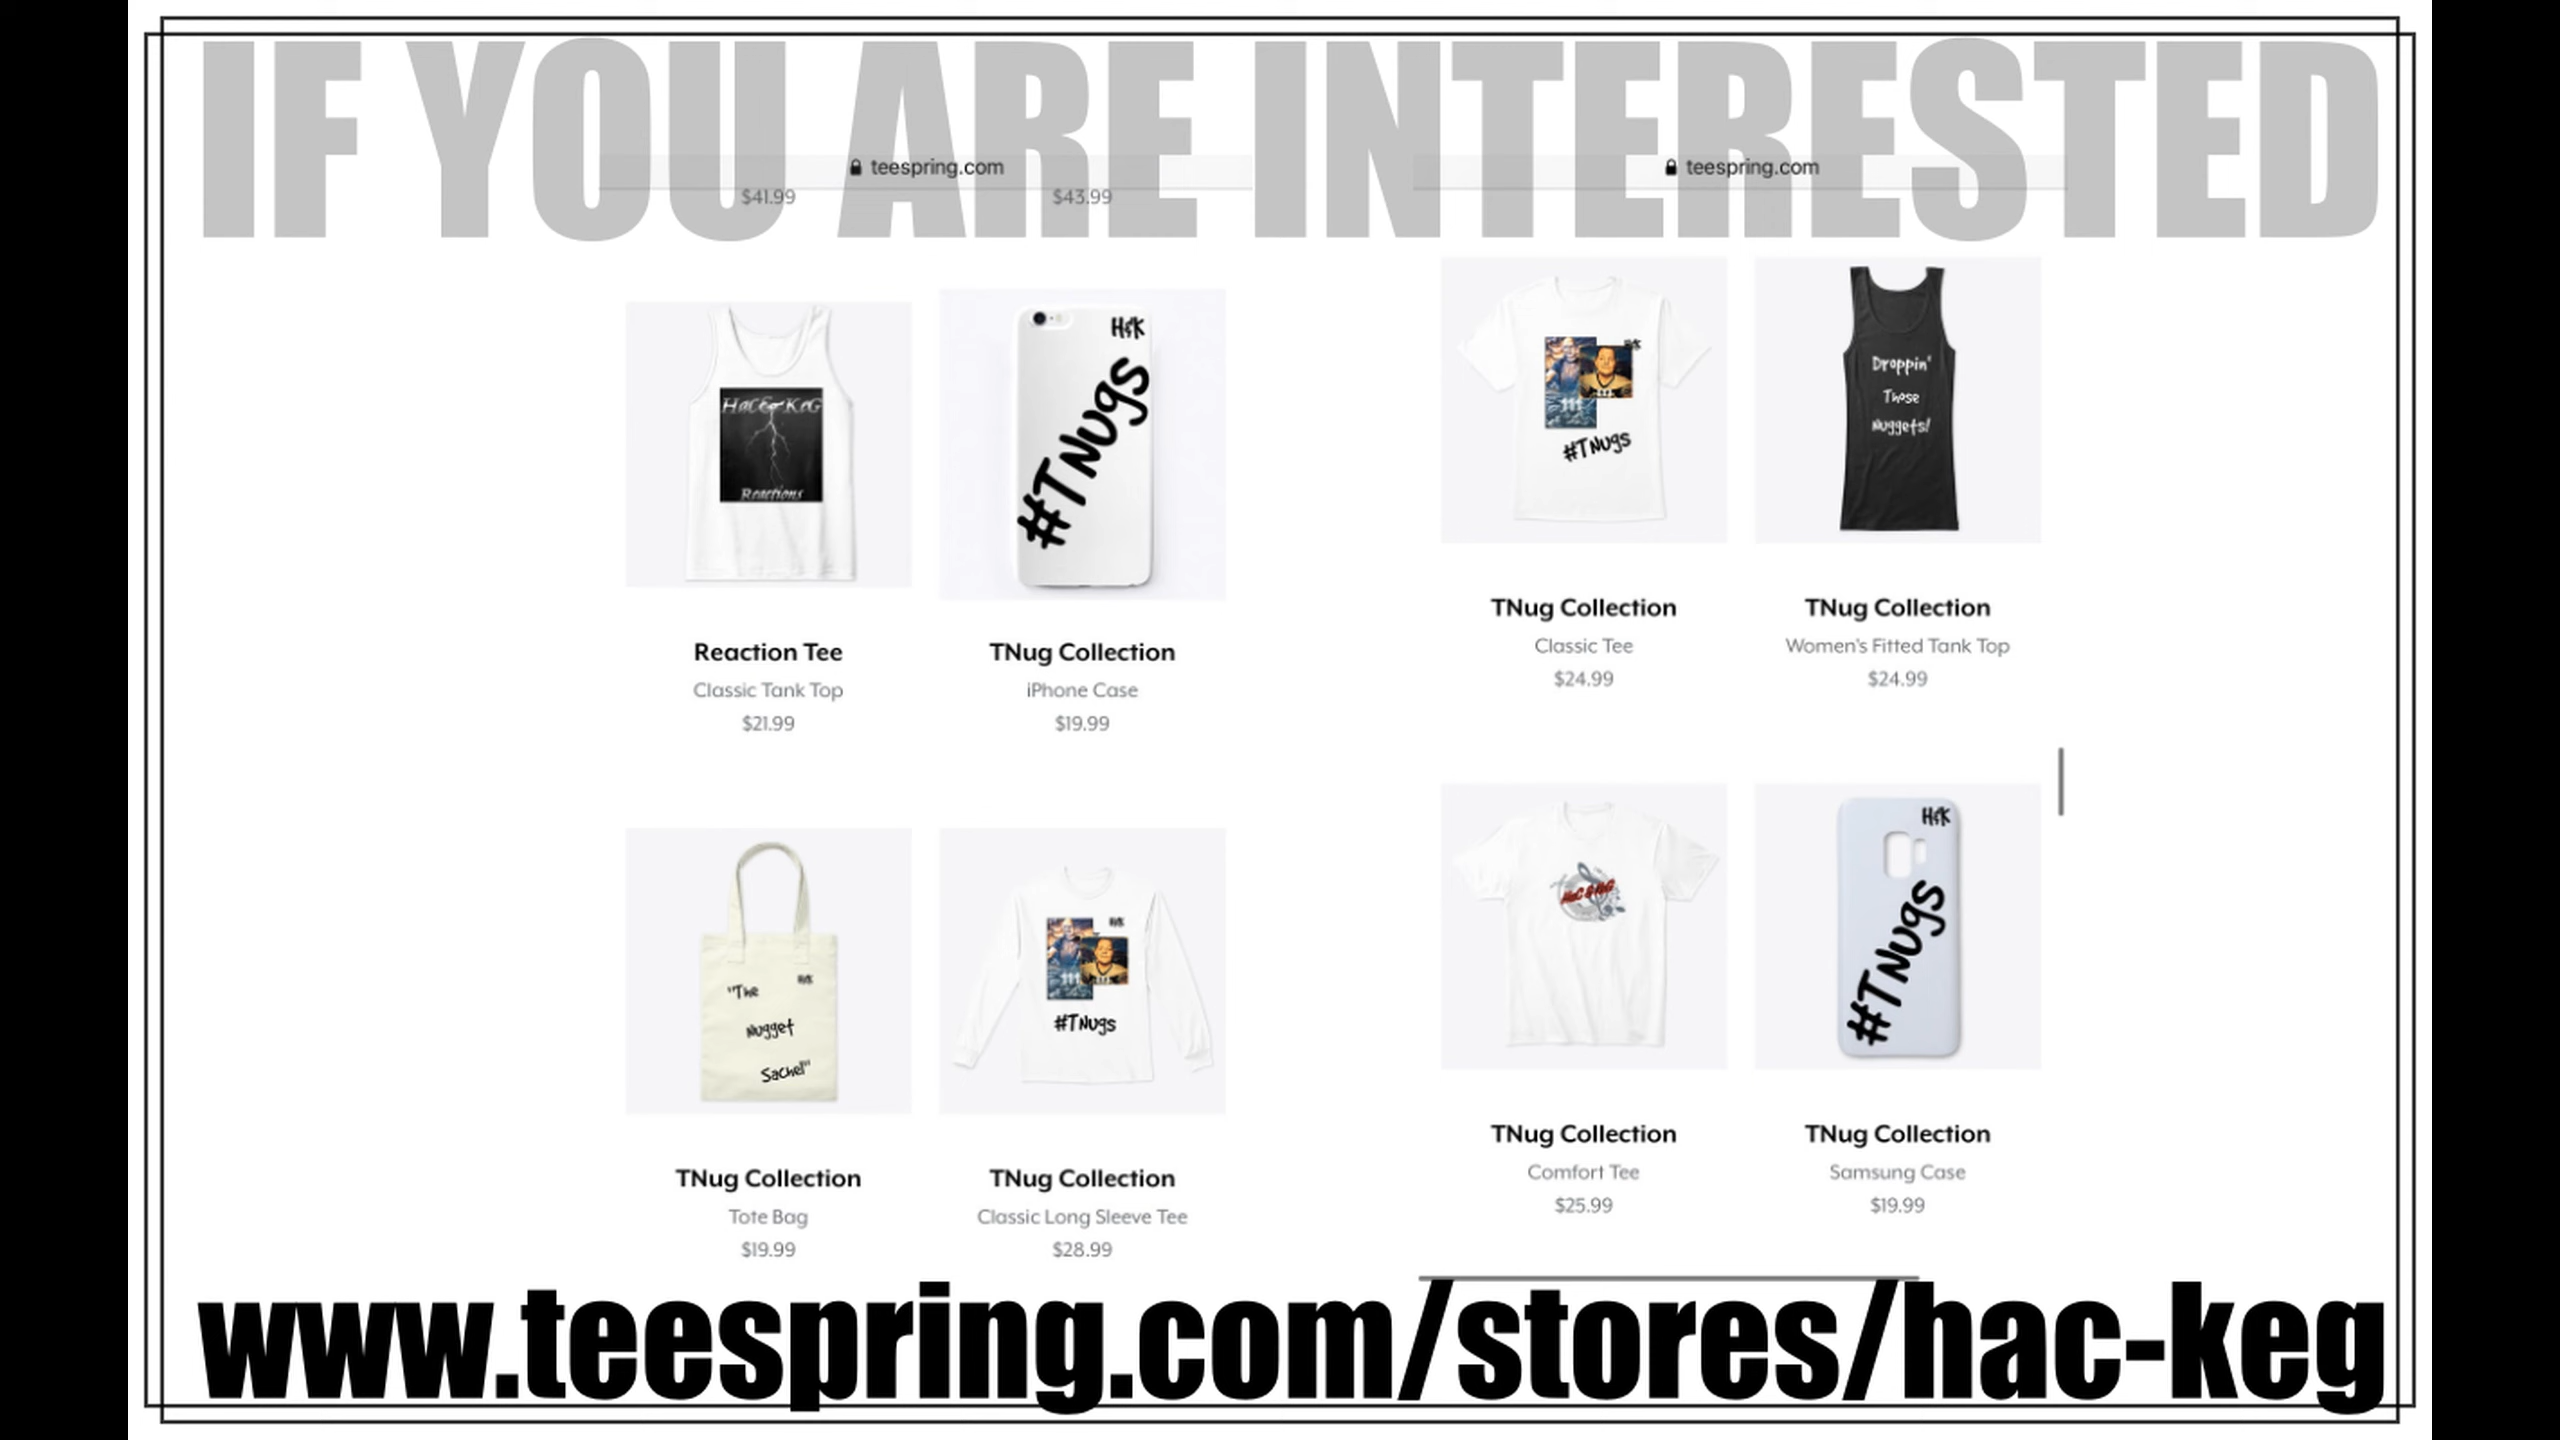 IF YOU ARE INTERESTED
teespring.com
$41.99
$43.99
HaC & KeG
Reactions
H&K
#TNugs
Reaction Tee
Classic Tank Top
$21.99
TNug Collection
iPhone Case
$19.99
"The
H&K
Nugget
Sachel"
H&K
#TNugs
TNug Collection
Tote Bag
$19.99
TNug Collection
Classic Long Sleeve Tee
$28.99
teespring.com
H&K
#TNugs
Droppin'
Those
Nuggets!
TNug Collection
Classic Tee
$24.99
TNug Collection
Women's Fitted Tank Top
$24.99
HaC & KeG
H&K
#TNugs
TNug Collection
Comfort Tee
$25.99
TNug Collection
Samsung Case
$19.99
www.teespring.com/stores/hac-keg